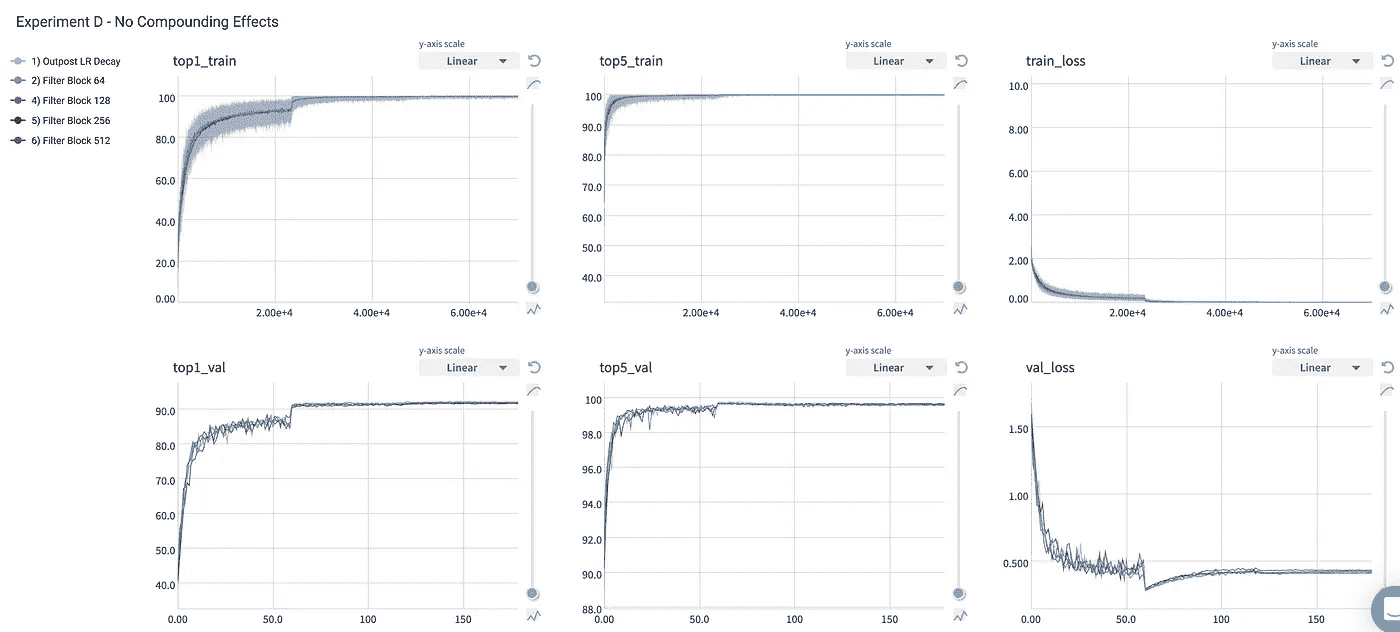 Experiment D - No Compounding Effects
1) Outpost LR Decay
2) Filter Block 64
4) Filter Block 128
5) Filter Block 256
6) Filter Block 512
top1_train
y-axis scale
Linear
100
80.0
60.0
40.0
20.0
0.00
2.00e+4 4.00e+4 6.00e+4
top5_train
y-axis scale
Linear
100
90.0
80.0
70.0
60.0
50.0
40.0
2.00e+4 4.00e+4 6.00e+4
train_loss
y-axis scale
Linear
10.0
8.00
6.00
4.00
2.00
0.00
2.00e+4 4.00e+4 6.00e+4
top1_val
y-axis scale
Linear
90.0
80.0
70.0
60.0
50.0
40.0
0.00 50.0 100 150
top5_val
y-axis scale
Linear
100
98.0
96.0
94.0
92.0
90.0
88.0
0.00 50.0 100 150
val_loss
y-axis scale
Linear
1.50
1.00
0.500
0.00 50.0 100 150